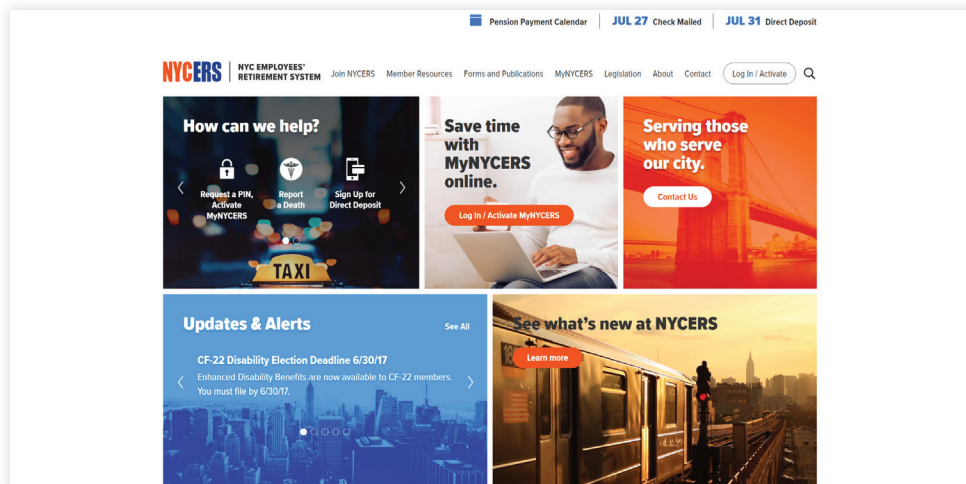 Pension Payment Calendar
JUL 27 Check Mailed
JUL 31 Direct Deposit
NYCERS
NYC EMPLOYEES'
RETIREMENT SYSTEM
Join NYCERS
Member Resources
Forms and Publications
MyNYCERS
Legislation
About
Contact
Log In / Activate
How can we help?
Request a PIN,
Activate
MyNYCERS
Report
a Death
Sign Up for
Direct Deposit
TAXI
Save time
with
MyNYCERS
online.
Log In / Activate MyNYCERS
Serving those
who serve
our city.
Contact Us
Updates & Alerts
See All
CF-22 Disability Election Deadline 6/30/17
Enhanced Disability Benefits are now available to CF-22 members.
You must file by 6/30/17.
See what's new at NYCERS
Learn more